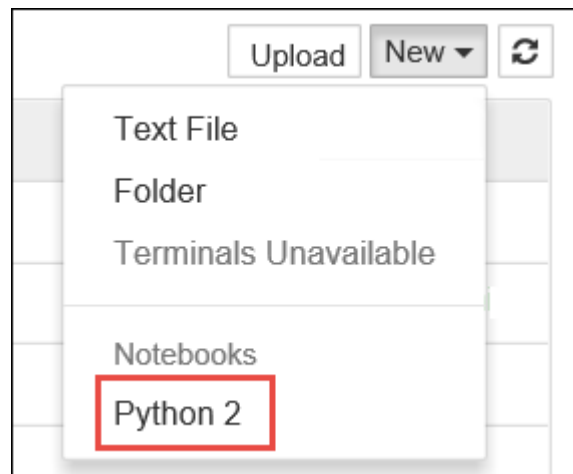 Upload New
Text File
Folder
Terminals Unavailable
Notebooks
Python 2